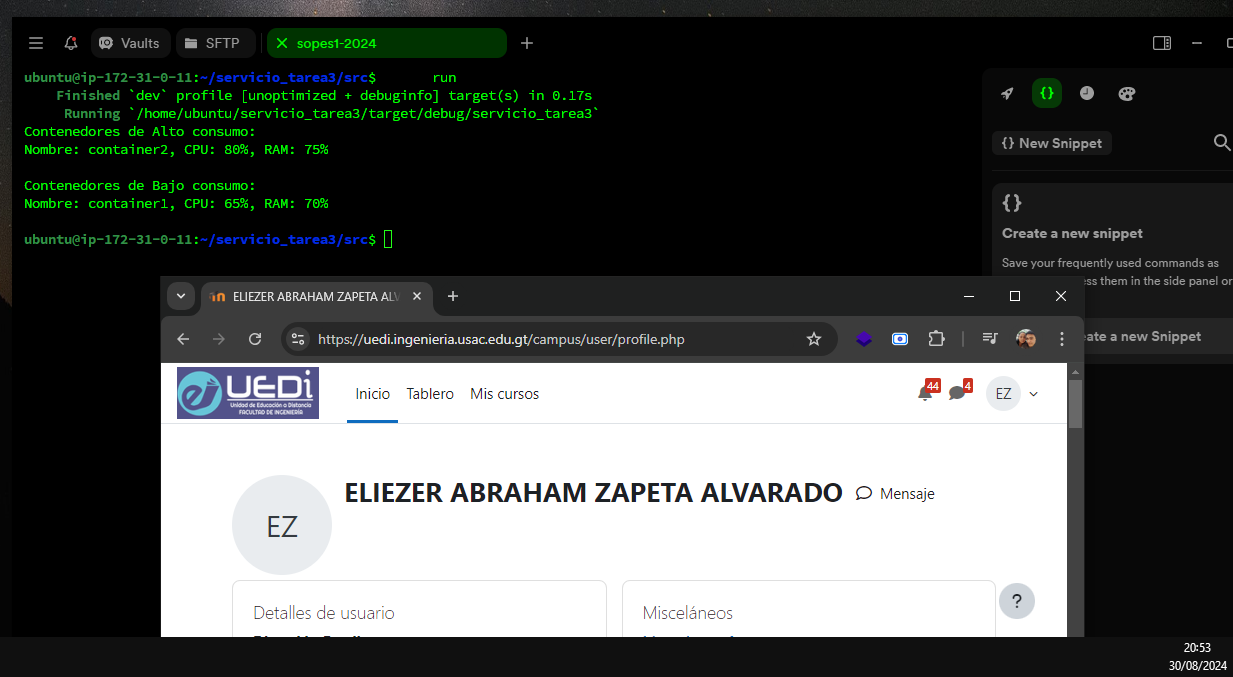 Vaults
SFTP
sopes1-2024
ubuntu@ip-172-31-0-11:~/servicio_tarea3/src$ run
Finished `dev` profile [unoptimized + debuginfo] target(s) in 0.17s
Running `/home/ubuntu/servicio_tarea3/target/debug/servicio_tarea3`
Contenedores de Alto consumo:
Nombre: container2, CPU: 80%, RAM: 75%
Contenedores de Bajo consumo:
Nombre: container1, CPU: 65%, RAM: 70%
ubuntu@ip-172-31-0-11:~/servicio_tarea3/src$
{}
{} New Snippet
{}
Create a new snippet
Save your frequently used commands as
ess them in the side panel or
eate a new Snippet
ELIEZER ABRAHAM ZAPETA ALV
https://uedi.ingenieria.usac.edu.gt/campus/user/profile.php
UEDi
Unidad de Educación a Distancia
FACULTAD DE INGENIERÍA
Inicio
Tablero
Mis cursos
44
4
EZ
EZ
ELIEZER ABRAHAM ZAPETA ALVARADO
Mensaje
Detalles de usuario
Misceláneos
?
20:53
30/08/2024